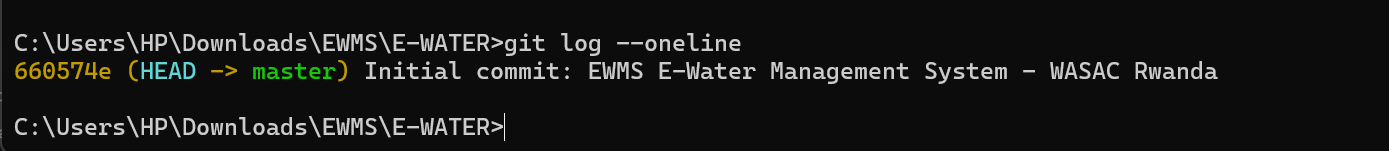 C:\Users\HP\Downloads\EWMS\E-WATER>git log --oneline
660574e (HEAD -> master) Initial commit: EWMS E-Water Management System - WASAC Rwanda
C:\Users\HP\Downloads\EWMS\E-WATER>